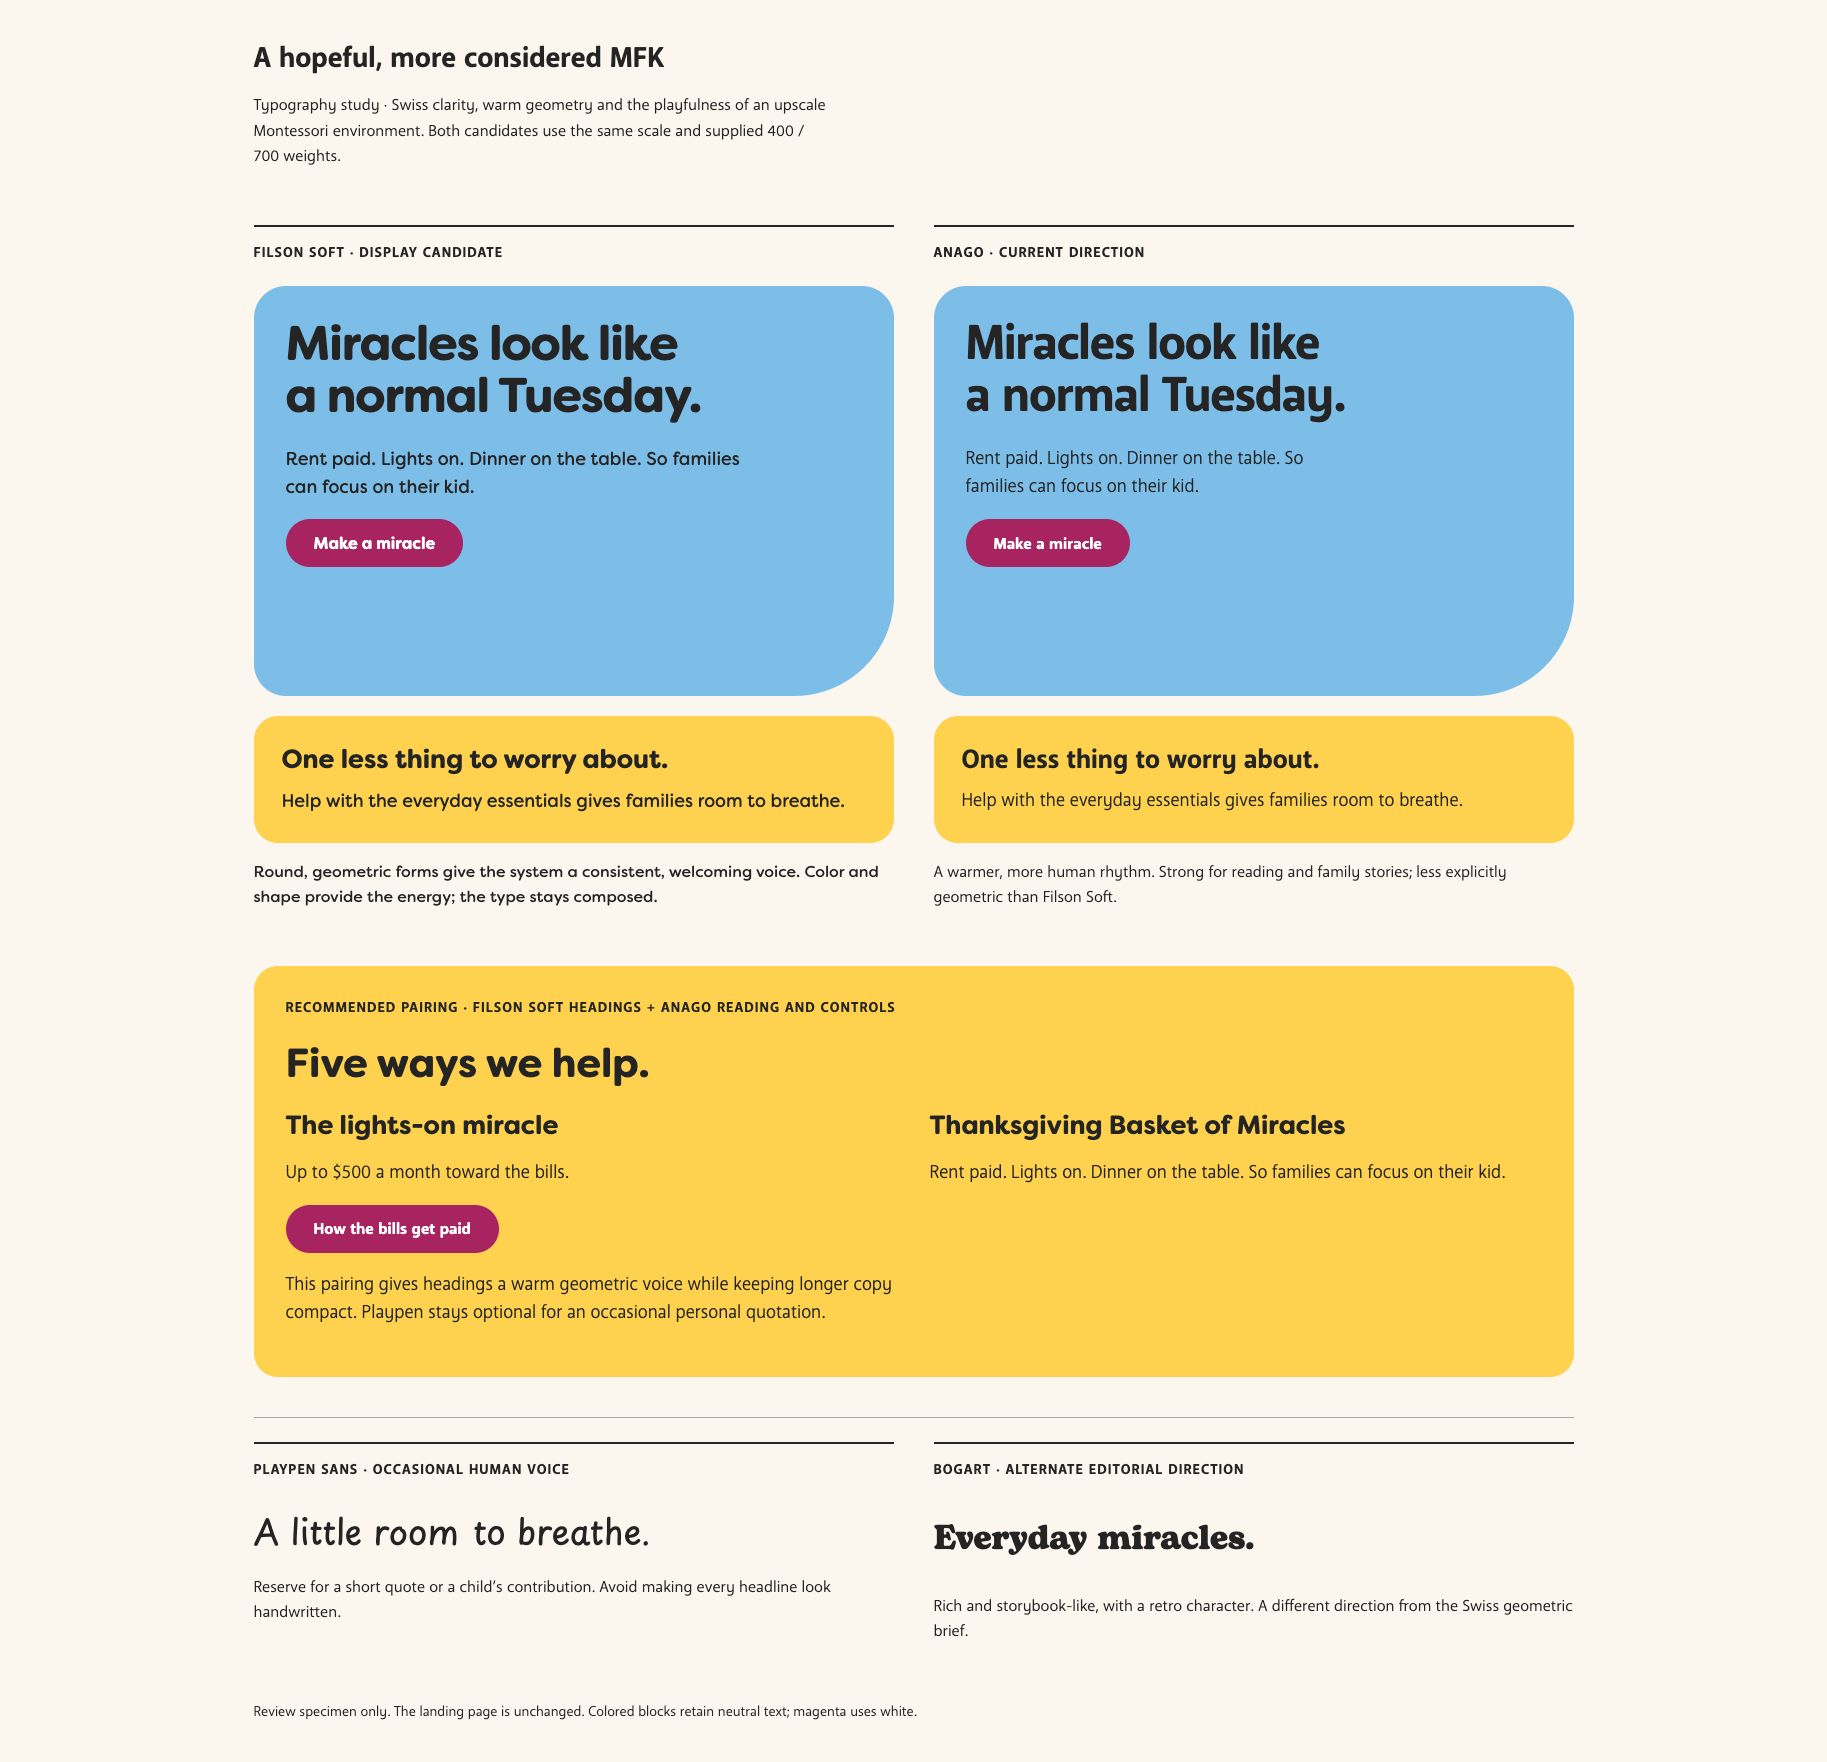 A hopeful, more considered MFK
Typography study · Swiss clarity, warm geometry and the playfulness of an upscale
Montessori environment. Both candidates use the same scale and supplied 400 /
700 weights.
FILSON SOFT · DISPLAY CANDIDATE
Miracles look like
a normal Tuesday.
Rent paid. Lights on. Dinner on the table. So families
can focus on their kid.
Make a miracle
One less thing to worry about.
Help with the everyday essentials gives families room to breathe.
Round, geometric forms give the system a consistent, welcoming voice. Color and
shape provide the energy; the type stays composed.
ANAGO · CURRENT DIRECTION
Miracles look like
a normal Tuesday.
Rent paid. Lights on. Dinner on the table. So
families can focus on their kid.
Make a miracle
One less thing to worry about.
Help with the everyday essentials gives families room to breathe.
A warmer, more human rhythm. Strong for reading and family stories; less explicitly
geometric than Filson Soft.
RECOMMENDED PAIRING · FILSON SOFT HEADINGS + ANAGO READING AND CONTROLS
Five ways we help.
The lights-on miracle
Up to $500 a month toward the bills.
How the bills get paid
This pairing gives headings a warm geometric voice while keeping longer copy
compact. Playpen stays optional for an occasional personal quotation.
Thanksgiving Basket of Miracles
Rent paid. Lights on. Dinner on the table. So families can focus on their kid.
PLAYPEN SANS · OCCASIONAL HUMAN VOICE
A little room to breathe.
Reserve for a short quote or a child’s contribution. Avoid making every headline look
handwritten.
BOGART · ALTERNATE EDITORIAL DIRECTION
Everyday miracles.
Rich and storybook-like, with a retro character. A different direction from the Swiss geometric
brief.
Review specimen only. The landing page is unchanged. Colored blocks retain neutral text; magenta uses white.